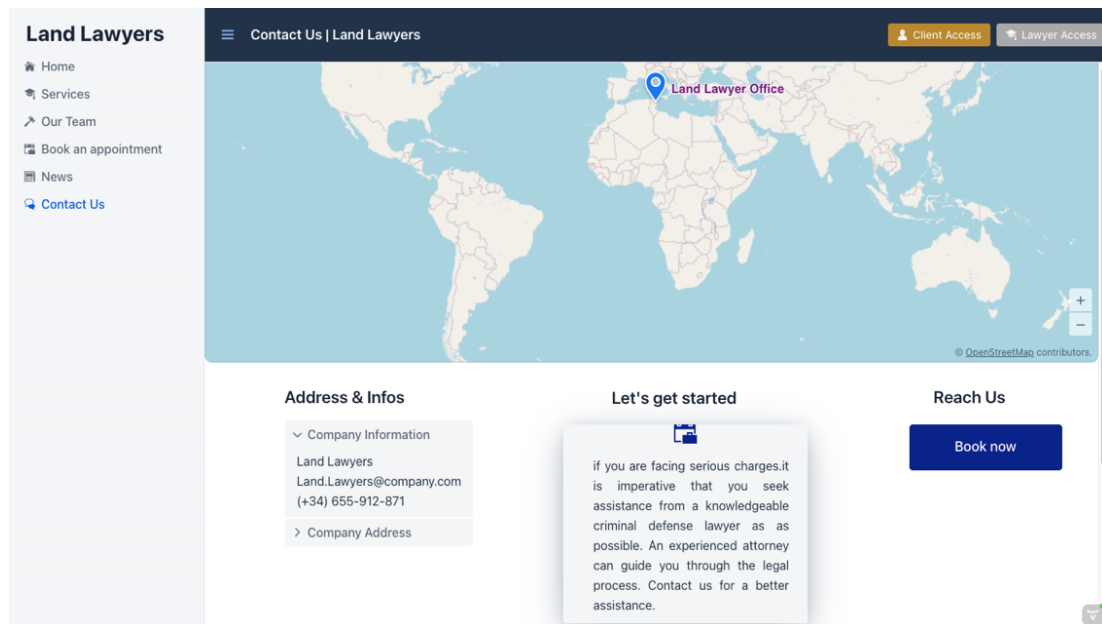 Land Lawyers
Home
Services
Our Team
Book an appointment
News
Contact Us
Contact Us | Land Lawyers
Client Access
Lawyer Access
Land Lawyer Office
+
−
© OpenStreetMap contributors.
Address & Infos
Company Information
Land Lawyers
Land.Lawyers@company.com
(+34) 655-912-871
Company Address
Let's get started
if you are facing serious charges.it
is imperative that you seek
assistance from a knowledgeable
criminal defense lawyer as as
possible. An experienced attorney
can guide you through the legal
process. Contact us for a better
assistance.
Reach Us
Book now